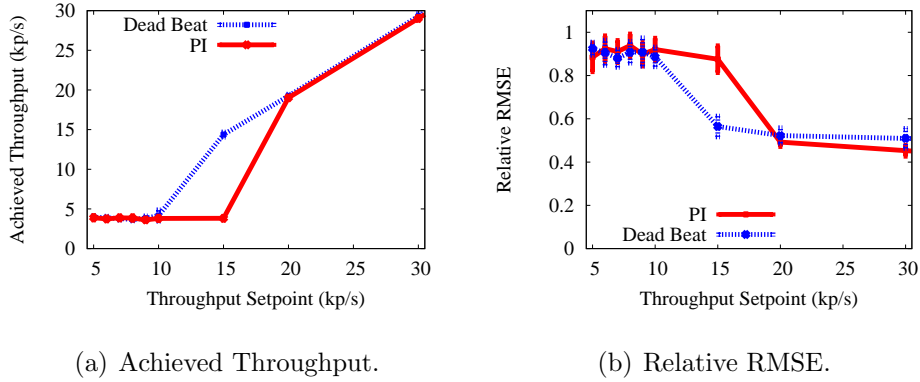 Achieved Throughput (kp/s)
30
25
20
15
10
5
0
Dead Beat
PI
5 10 15 20 25 30
Throughput Setpoint (kp/s)
(a) Achieved Throughput.
Relative RMSE
1
0.8
0.6
0.4
0.2
0
PI
Dead Beat
5 10 15 20 25 30
Throughput Setpoint (kp/s)
(b) Relative RMSE.